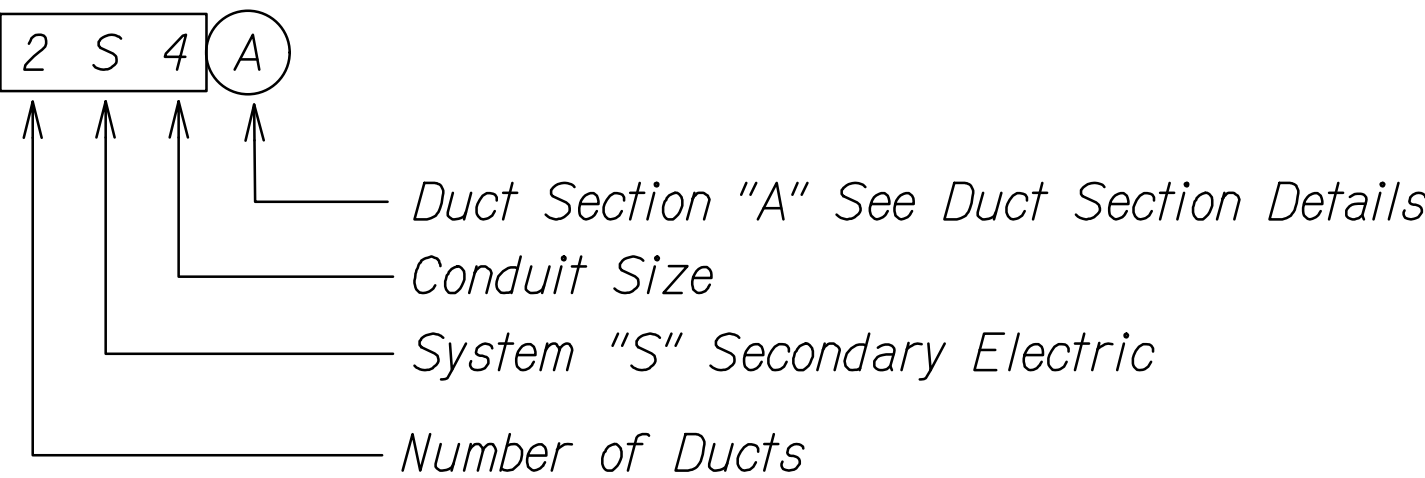 2 S 4 A
Duct Section "A" See Duct Section Details
Conduit Size
System "S" Secondary Electric
Number of Ducts